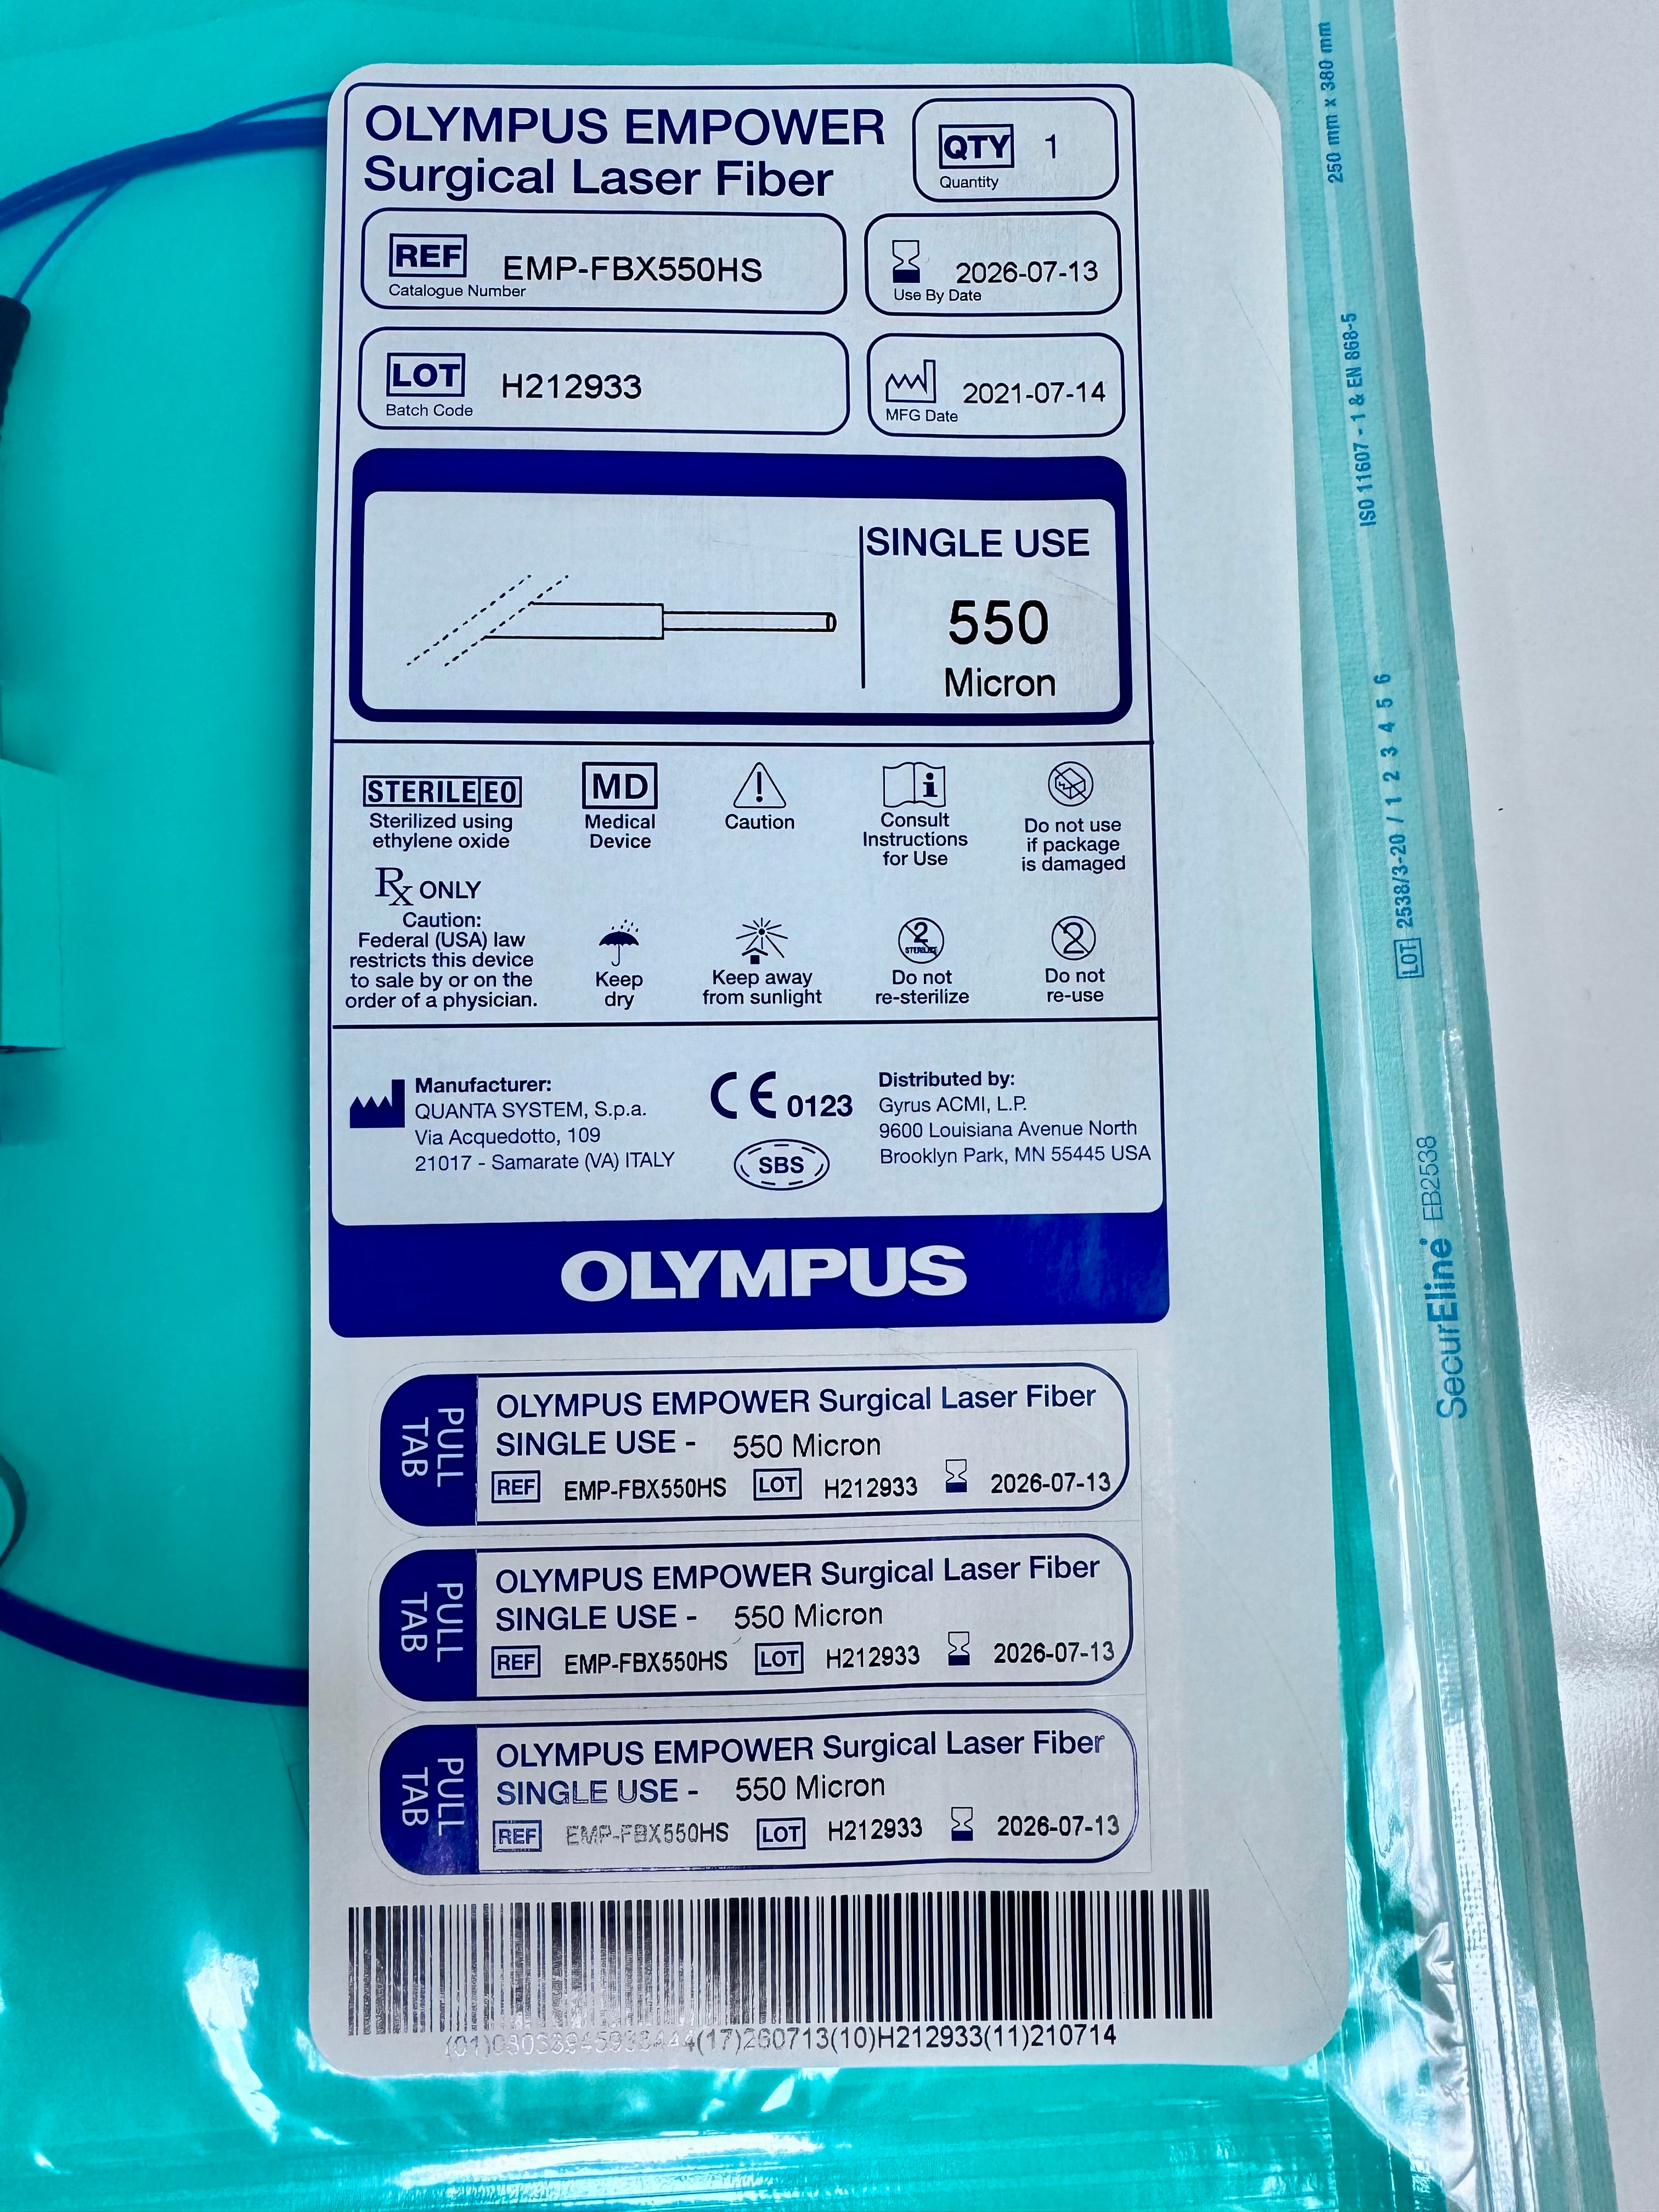 OLYMPUS EMPOWER
Surgical Laser Fiber
QTY 1
Quantity
REF EMP-FBX550HS
Catalogue Number
2026-07-13
Use By Date
LOT H212933
Batch Code
2021-07-14
MFG Date
SINGLE USE
550
Micron
STERILE EO
Sterilized using
ethylene oxide
MD
Medical
Device
Caution
Consult
Instructions
for Use
Do not use
if package
is damaged
Rx ONLY
Caution:
Federal (USA) law
restricts this device
to sale by or on the
order of a physician.
Keep
dry
Keep away
from sunlight
2
STERILIZE
Do not
re-sterilize
2
Do not
re-use
Manufacturer:
QUANTA SYSTEM, S.p.a.
Via Acquedotto, 109
21017 - Samarate (VA) ITALY
CE 0123
SBS
Distributed by:
Gyrus ACMI, L.P.
9600 Louisiana Avenue North
Brooklyn Park, MN 55445 USA
OLYMPUS
PULL
TAB
OLYMPUS EMPOWER Surgical Laser Fiber
SINGLE USE - 550 Micron
REF EMP-FBX550HS LOT H212933 2026-07-13
PULL
TAB
OLYMPUS EMPOWER Surgical Laser Fiber
SINGLE USE - 550 Micron
REF EMP-FBX550HS LOT H212933 2026-07-13
PULL
TAB
OLYMPUS EMPOWER Surgical Laser Fiber
SINGLE USE - 550 Micron
REF EMP-FBX550HS LOT H212933 2026-07-13
(17)260713(10)H212933(11)210714
250 mm x 380 mm
ISO 11607 - 1 & EN 868-5
LOT 2538/3-20 / 1 2 3 4 5 6
SecurEline® EB2538